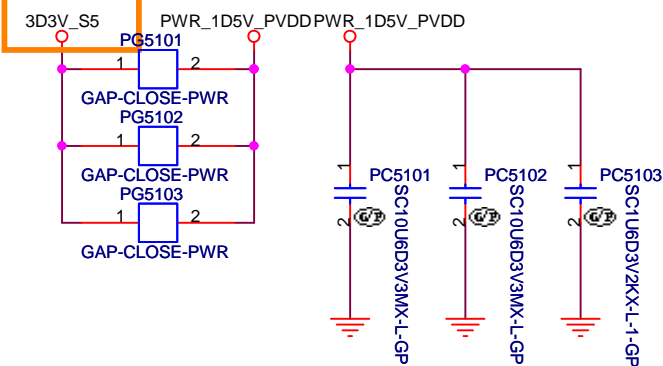 3D3V_S5
PWR_1D5V_PVDD
PWR_1D5V_PVDD
PG5101
1
2
GAP-CLOSE-PWR
PG5102
1
2
GAP-CLOSE-PWR
PG5103
1
2
GAP-CLOSE-PWR
1
PC5101
2
G/P
SC10U6D3V3MX-L-GP
1
PC5102
2
G/P
SC10U6D3V3MX-L-GP
1
PC5103
2
G/P
SC1U6D3V2KX-L-1-GP